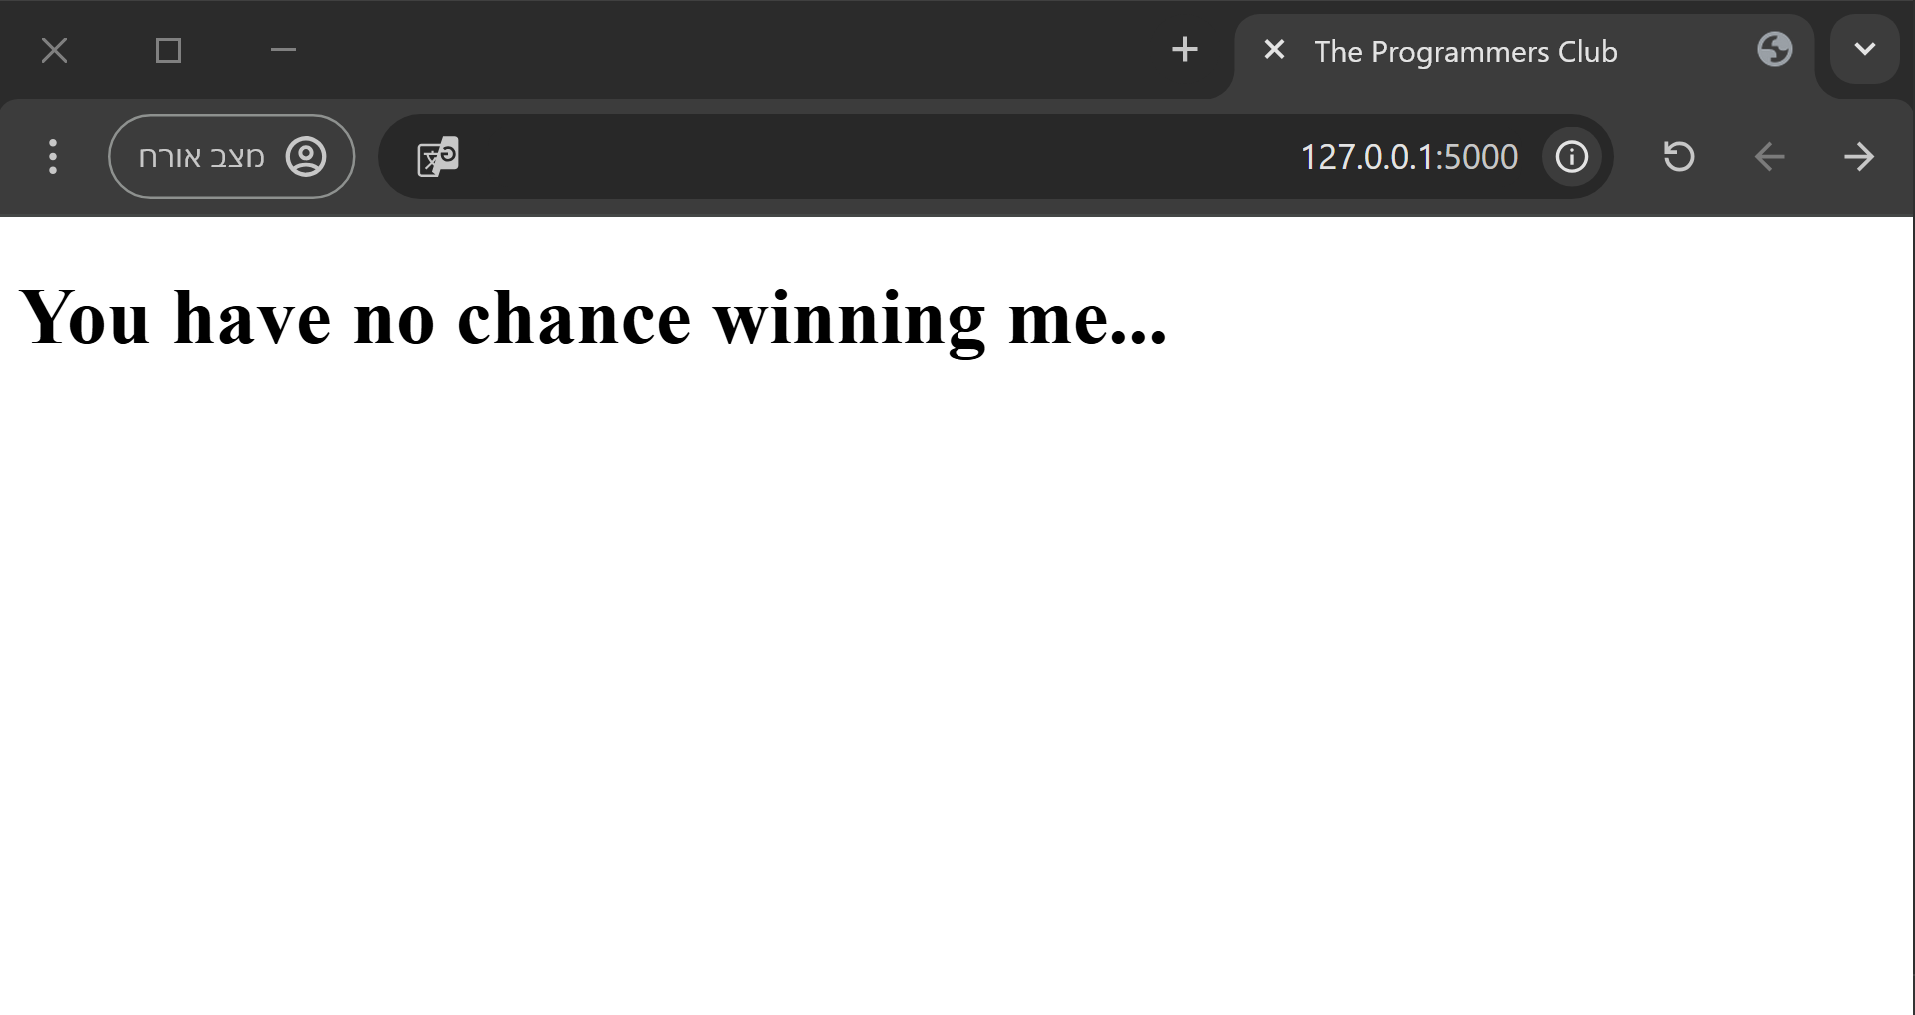 The Programmers Club
מצב אורח
127.0.0.1:5000
You have no chance winning me...